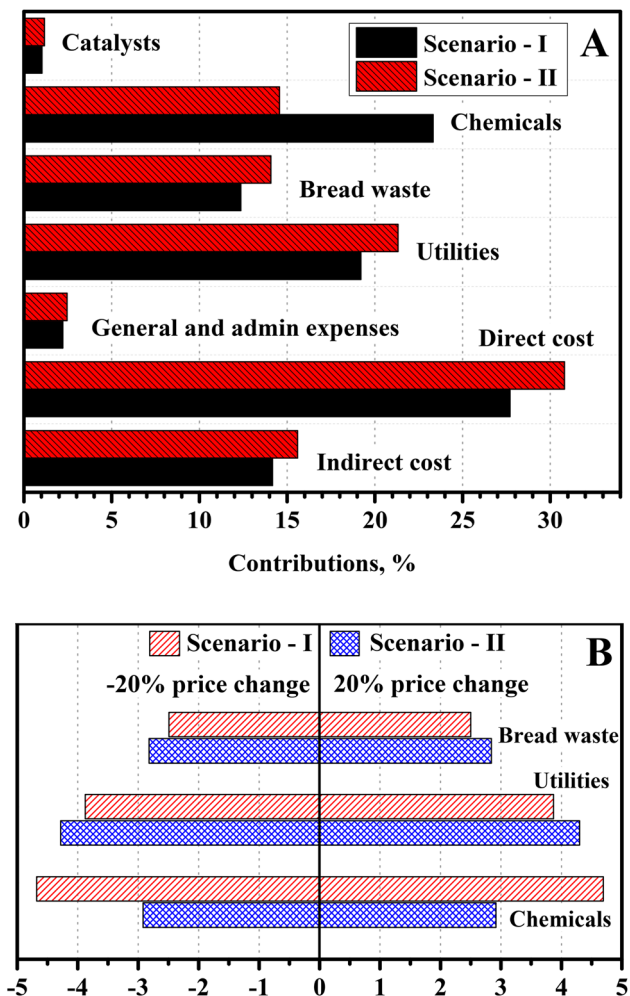 Catalysts
Scenario - I
A
Scenario - II
Chemicals
Bread waste
Utilities
General and admin expenses
Direct cost
Indirect cost
0 5 10 15 20 25 30
Contributions, %
Scenario - I Scenario - II
B
-20% price change 20% price change
Bread waste
Utilities
Chemicals
-5 -4 -3 -2 -1 0 1 2 3 4 5